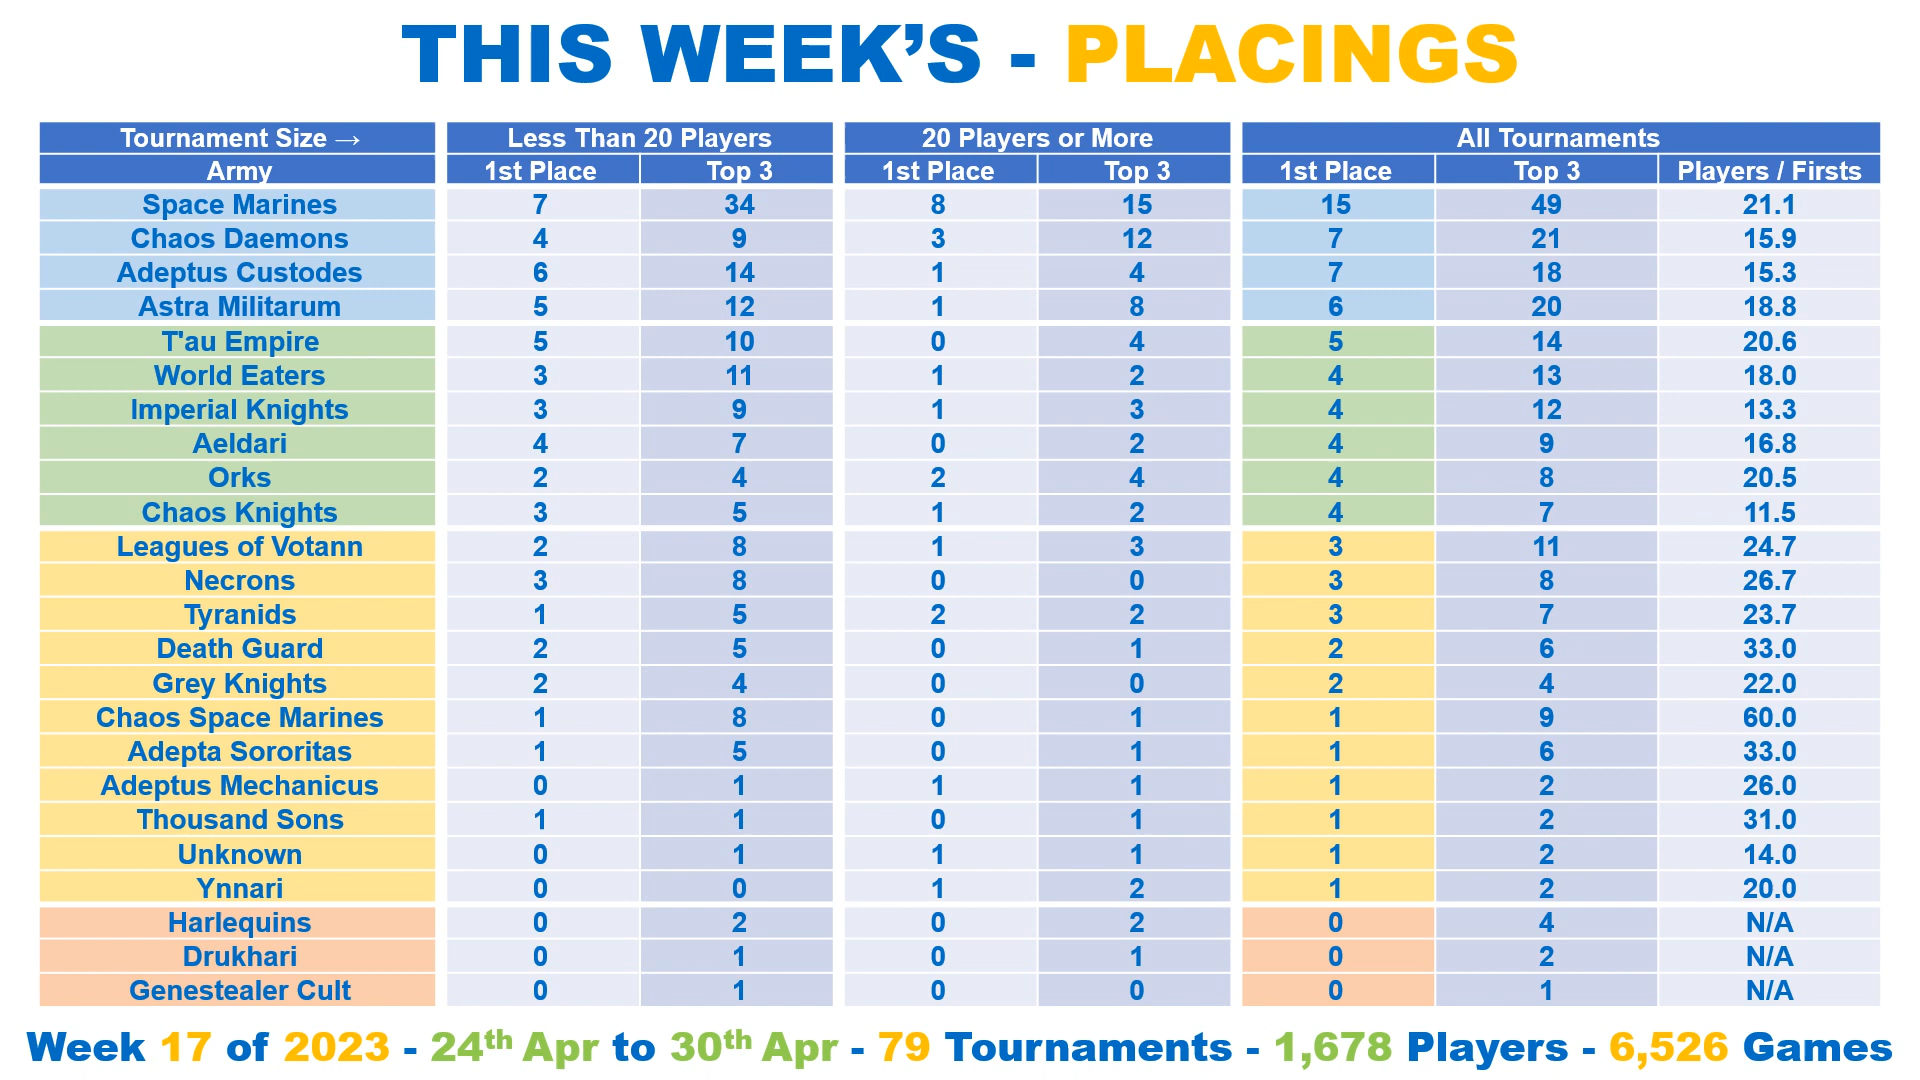 THIS WEEK’S - PLACINGS
Tournament Size → Less Than 20 Players 20 Players or More All Tournaments
Army 1st Place Top 3 1st Place Top 3 1st Place Top 3 Players / Firsts
Space Marines 7 34 8 15 15 49 21.1
Chaos Daemons 4 9 3 12 7 21 15.9
Adeptus Custodes 6 14 1 4 7 18 15.3
Astra Militarum 5 12 1 8 6 20 18.8
T'au Empire 5 10 0 4 5 14 20.6
World Eaters 3 11 1 2 4 13 18.0
Imperial Knights 3 9 1 3 4 12 13.3
Aeldari 4 7 0 2 4 9 16.8
Orks 2 4 2 4 4 8 20.5
Chaos Knights 3 5 1 2 4 7 11.5
Leagues of Votann 2 8 1 3 3 11 24.7
Necrons 3 8 0 0 3 8 26.7
Tyranids 1 5 2 2 3 7 23.7
Death Guard 2 5 0 1 2 6 33.0
Grey Knights 2 4 0 0 2 4 22.0
Chaos Space Marines 1 8 0 1 1 9 60.0
Adepta Sororitas 1 5 0 1 1 6 33.0
Adeptus Mechanicus 0 1 1 1 1 2 26.0
Thousand Sons 1 1 0 1 1 2 31.0
Unknown 0 1 1 1 1 2 14.0
Ynnari 0 0 1 2 1 2 20.0
Harlequins 0 2 0 2 0 4 N/A
Drukhari 0 1 0 1 0 2 N/A
Genestealer Cult 0 1 0 0 0 1 N/A
Week 17 of 2023 - 24th Apr to 30th Apr - 79 Tournaments - 1,678 Players - 6,526 Games